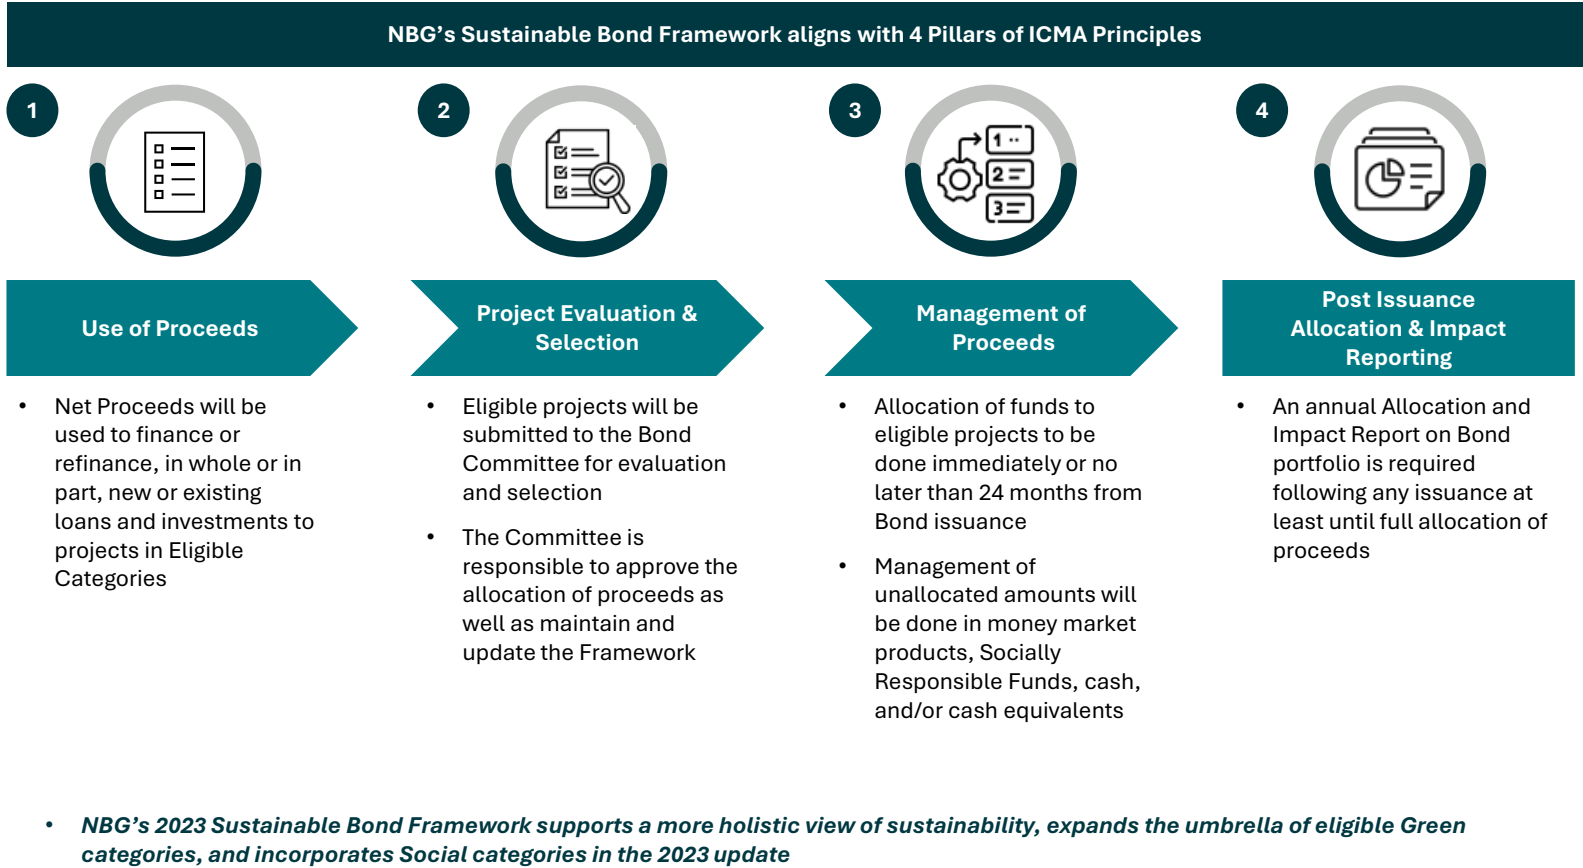 NBG’s Sustainable Bond Framework aligns with 4 Pillars of ICMA Principles
1
2
3
4
1
2
3
Use of Proceeds
Project Evaluation &
Selection
Management of
Proceeds
Post Issuance
Allocation & Impact
Reporting
• Net Proceeds will be
used to finance or
refinance, in whole or in
part, new or existing
loans and investments to
projects in Eligible
Categories
• Eligible projects will be
submitted to the Bond
Committee for evaluation
and selection
• The Committee is
responsible to approve the
allocation of proceeds as
well as maintain and
update the Framework
• Allocation of funds to
eligible projects to be
done immediately or no
later than 24 months from
Bond issuance
• Management of
unallocated amounts will
be done in money market
products, Socially
Responsible Funds, cash,
and/or cash equivalents
• An annual Allocation and
Impact Report on Bond
portfolio is required
following any issuance at
least until full allocation of
proceeds
• NBG’s 2023 Sustainable Bond Framework supports a more holistic view of sustainability, expands the umbrella of eligible Green
categories, and incorporates Social categories in the 2023 update